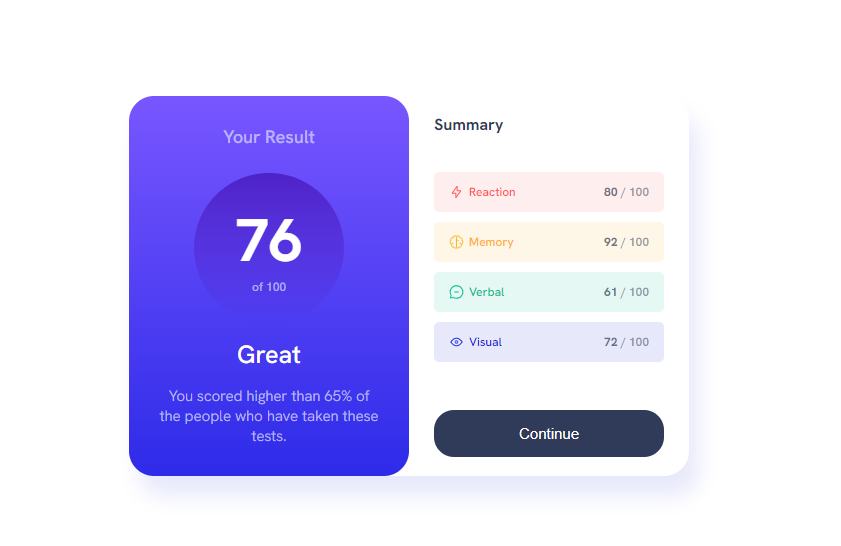 Your Result
76
of 100
Great
You scored higher than 65% of
the people who have taken these
tests.
Summary
Reaction 80 / 100
Memory 92 / 100
Verbal 61 / 100
Visual 72 / 100
Continue